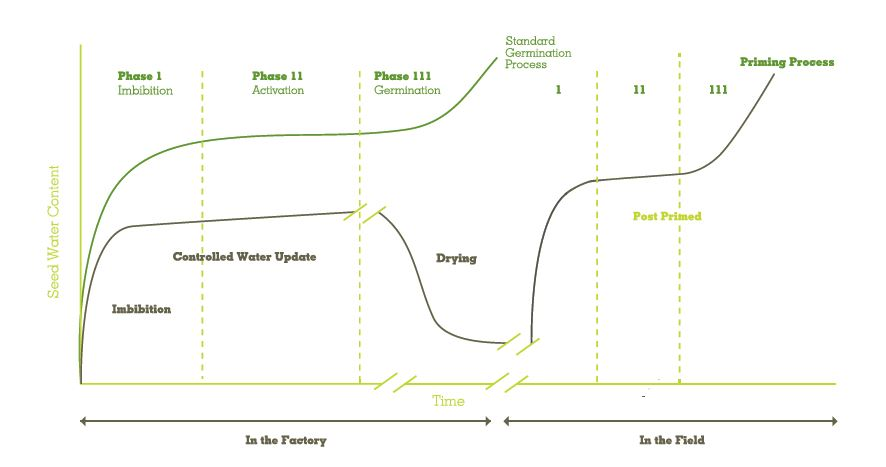 Standard
Germination
Process
Priming Process
Phase 1
Imbibition
Phase 11
Activation
Phase 111
Germination
1
11
111
Seed Water Content
Post Primed
Controlled Water Update
Drying
Imbibition
Time
In the Factory
In the Field